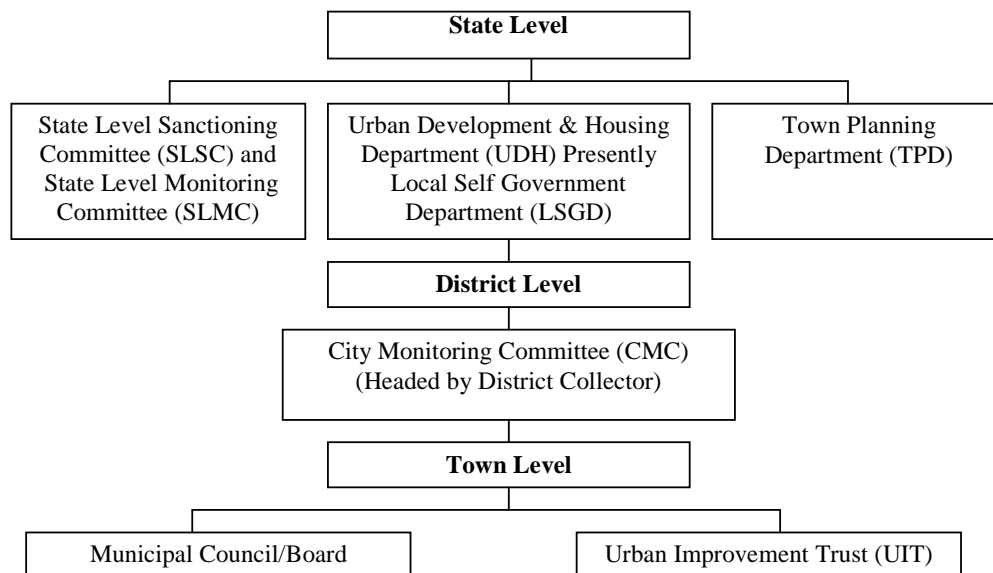 State Level
State Level Sanctioning
Committee (SLSC) and
State Level Monitoring
Committee (SLMC)
Urban Development & Housing
Department (UDH) Presently
Local Self Government
Department (LSGD)
Town Planning
Department (TPD)
District Level
City Monitoring Committee (CMC)
(Headed by District Collector)
Town Level
Municipal Council/Board
Urban Improvement Trust (UIT)